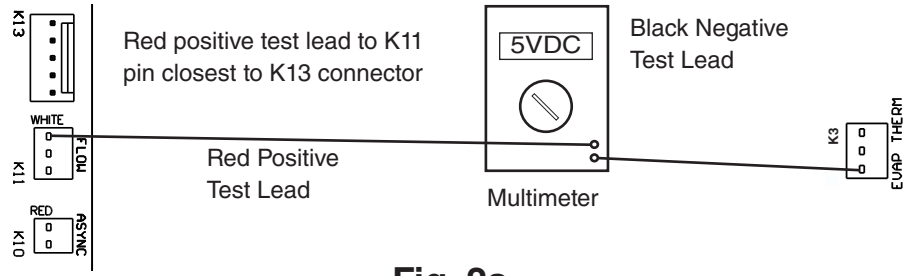 K13
Red positive test lead to K11
pin closest to K13 connector
5VDC
Black Negative
Test Lead
WHITE
FLOW
K11
Red Positive
Test Lead
Multimeter
K3
EVAP THERM
RED
ASYNC
K10